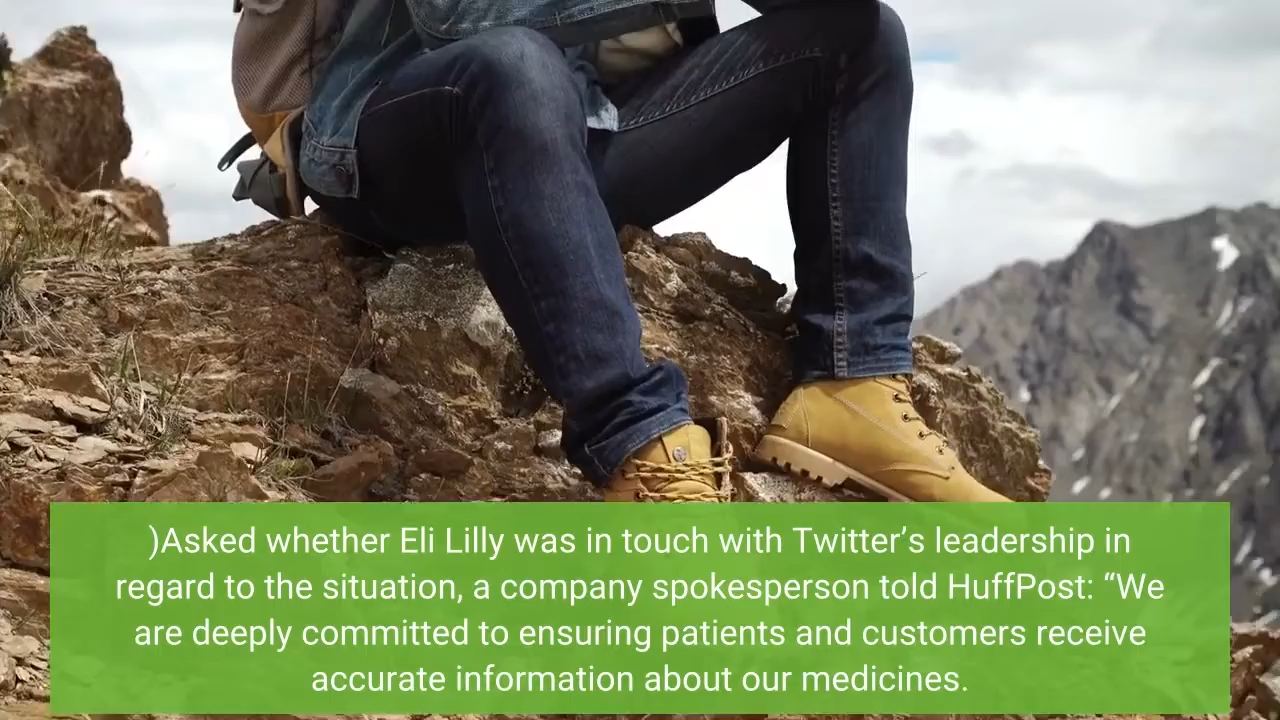 )Asked whether Eli Lilly was in touch with Twitter’s leadership in
regard to the situation, a company spokesperson told HuffPost: “We
are deeply committed to ensuring patients and customers receive
accurate information about our medicines.